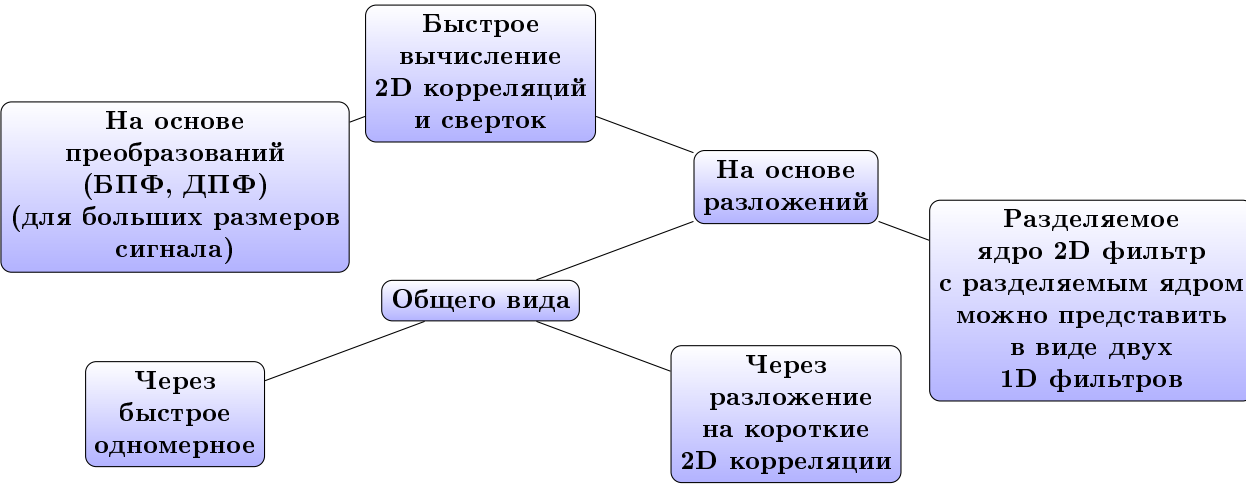 Быстрое
вычисление
2D корреляций
и сверток
На основе
преобразований
(БПФ, ДПФ)
(для больших размеров
сигнала)
На основе
разложений
Разделяемое
ядро 2D фильтр
с разделяемым ядром
можно представить
в виде двух
1D фильтров
Общего вида
Через
быстрое
одномерное
Через
разложение
на короткие
2D корреляции